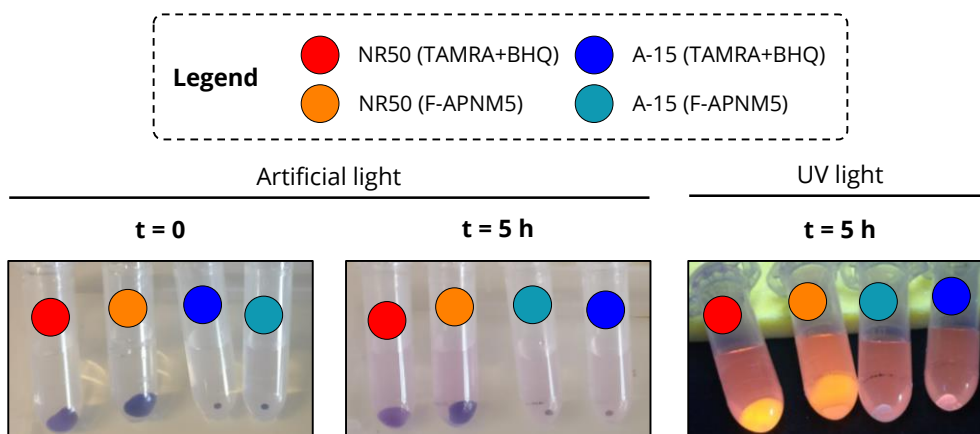 Legend
NR50 (TAMRA+BHQ)
A-15 (TAMRA+BHQ)
NR50 (F-APNM5)
A-15 (F-APNM5)
Artificial light
UV light
t = 0
t = 5 h
t = 5 h